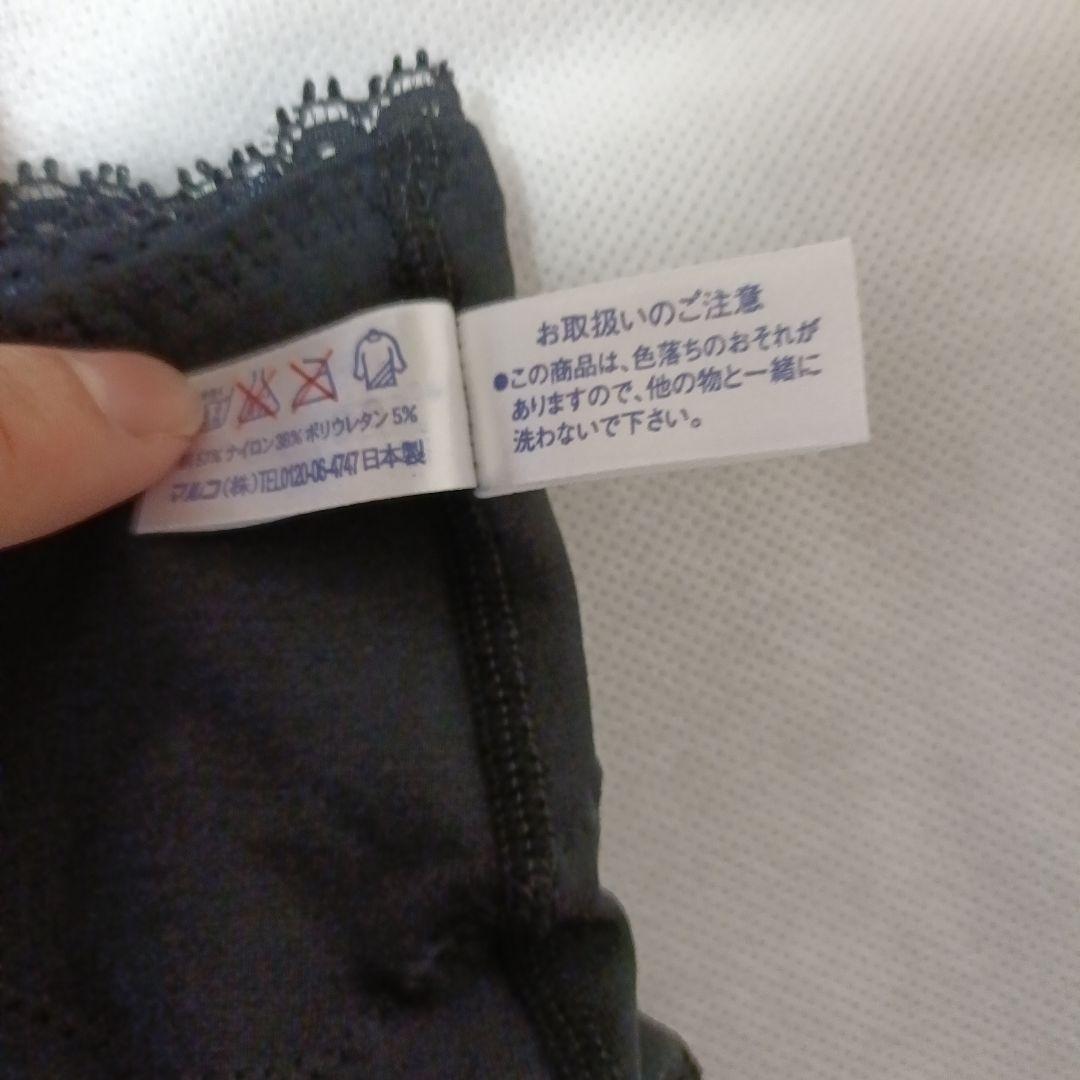 57% ナイロン38% ポリウレタン 5%
マルコ(株)TEL0120-06-4747 日本製
お取扱いのご注意
●この商品は、色落ちのおそれが
ありますので、他の物と一緒に
洗わないで下さい。